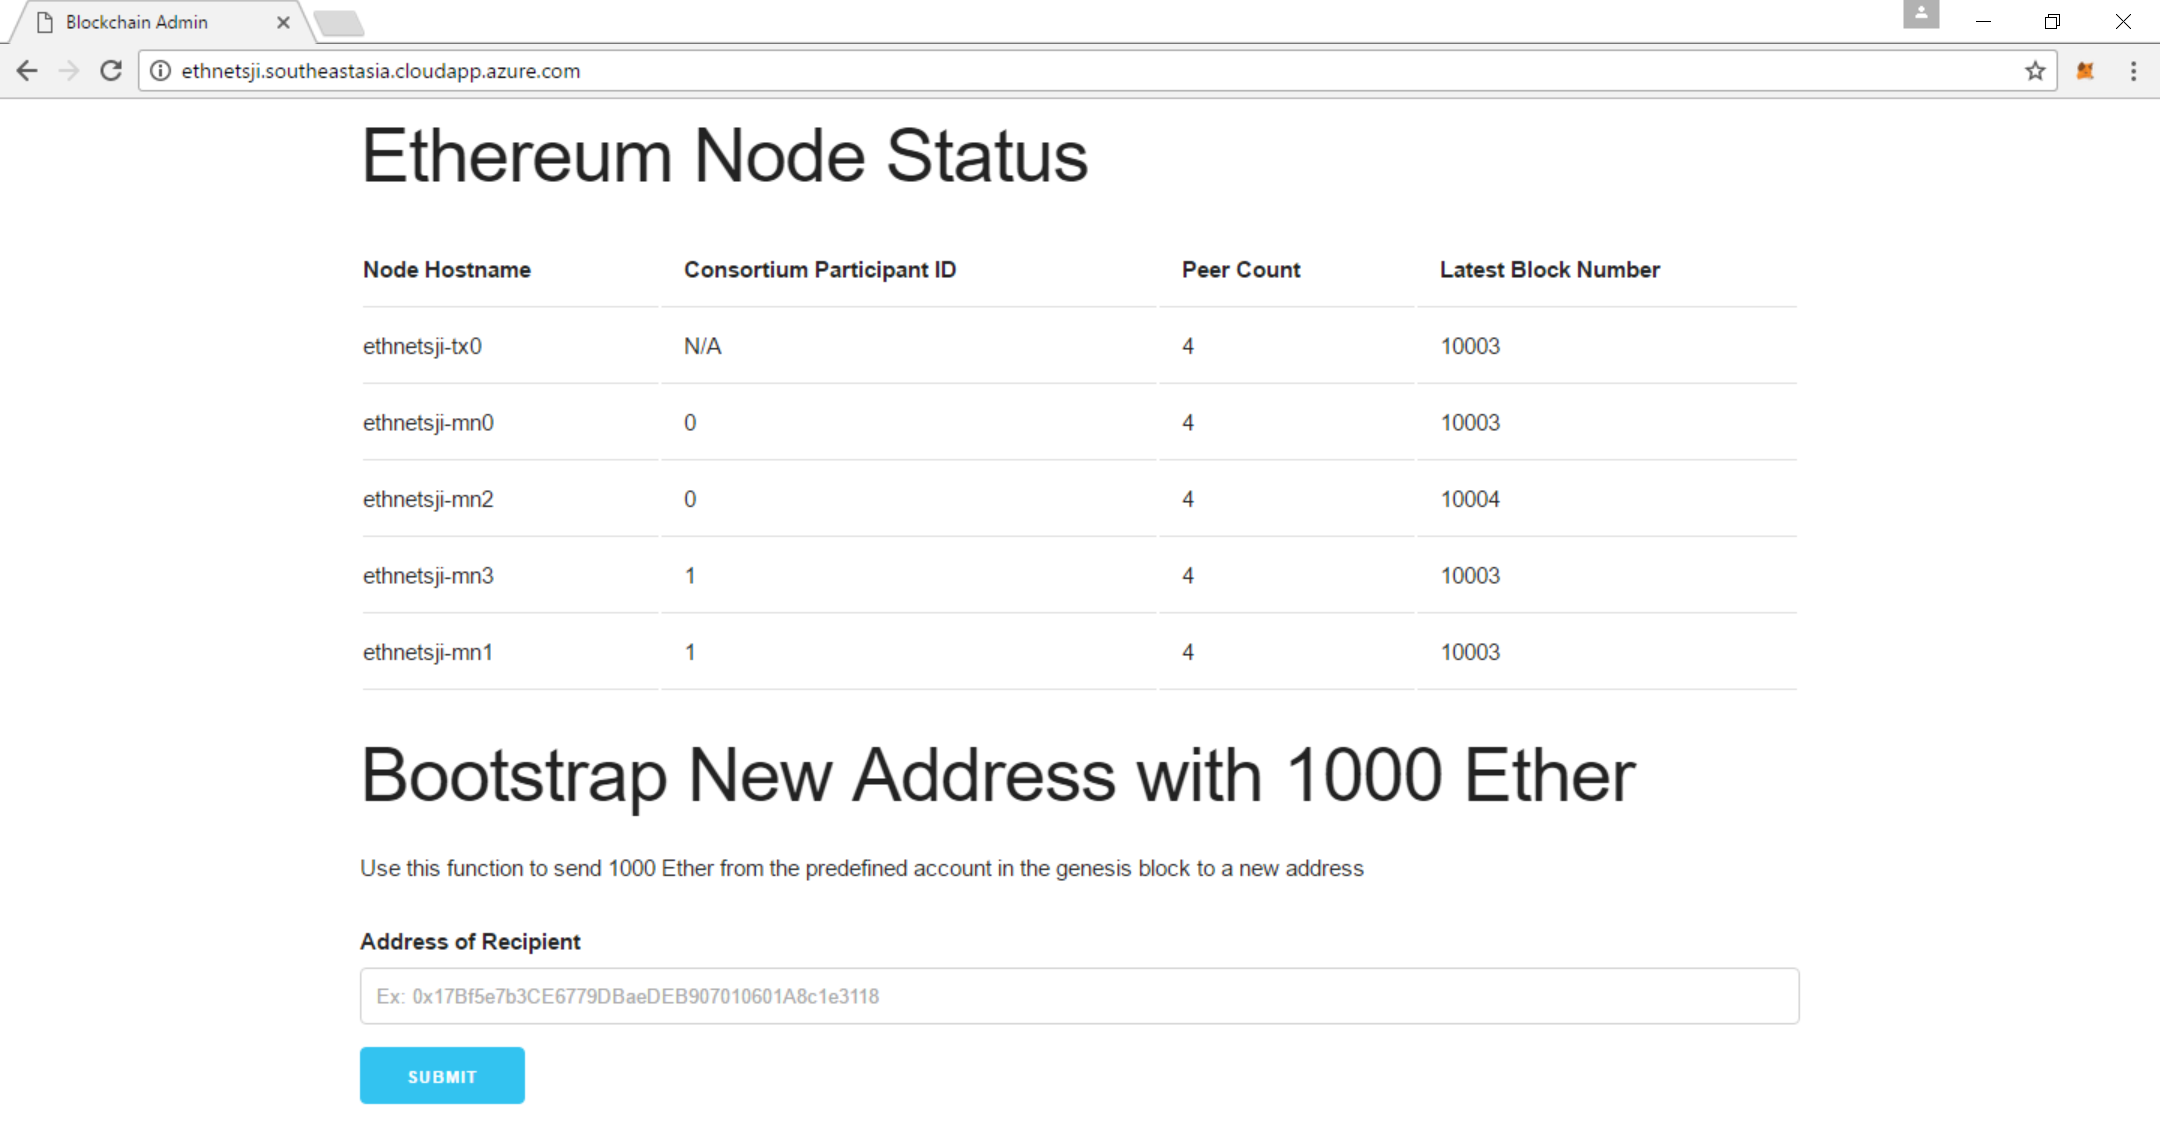 Blockchain Admin
ethnetsji.southeastasia.cloudapp.azure.com
Ethereum Node Status
Node Hostname Consortium Participant ID Peer Count Latest Block Number
ethnetsji-tx0 N/A 4 10003
ethnetsji-mn0 0 4 10003
ethnetsji-mn2 0 4 10004
ethnetsji-mn3 1 4 10003
ethnetsji-mn1 1 4 10003
Bootstrap New Address with 1000 Ether
Use this function to send 1000 Ether from the predefined account in the genesis block to a new address
Address of Recipient
Ex: 0x17Bf5e7b3CE6779DBaeDEB907010601A8c1e3118
SUBMIT